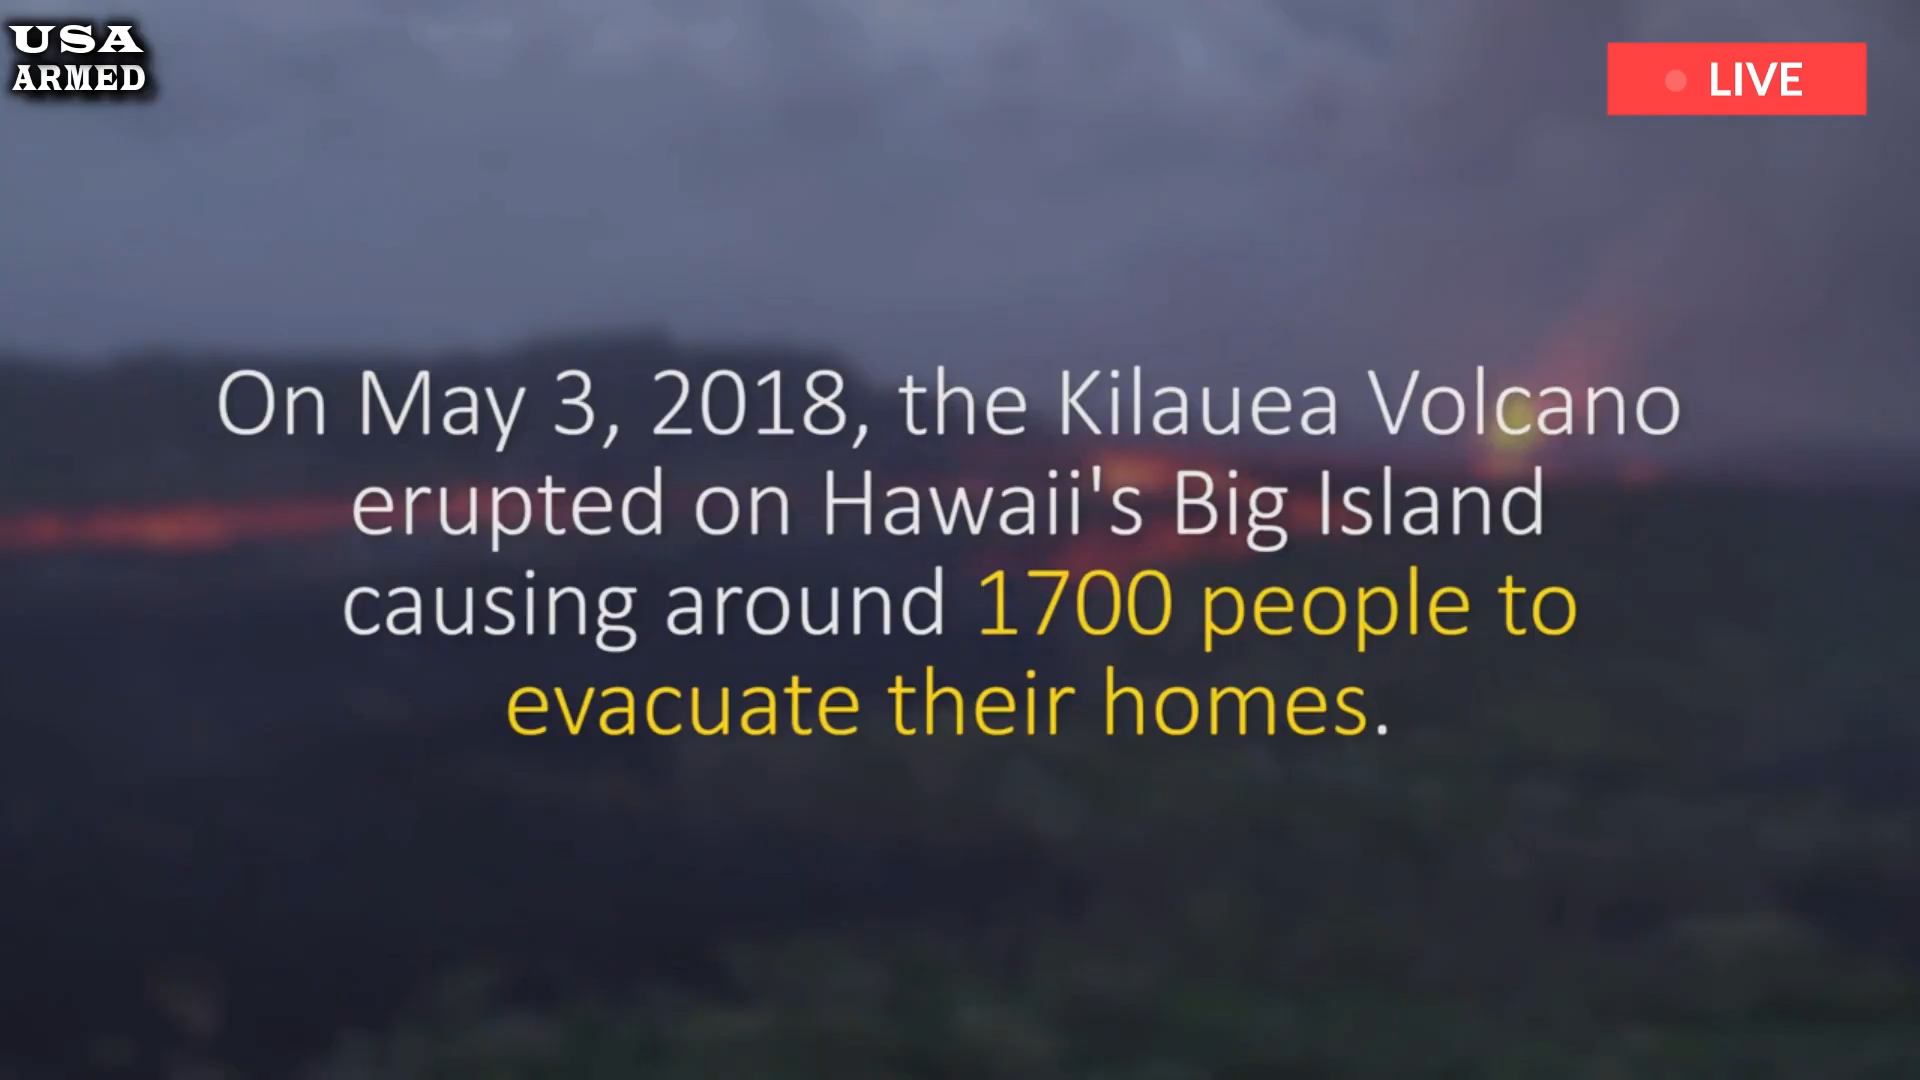 USA
ARMED
LIVE
On May 3, 2018, the Kilauea Volcano
erupted on Hawaii's Big Island
causing around 1700 people to
evacuate their homes.